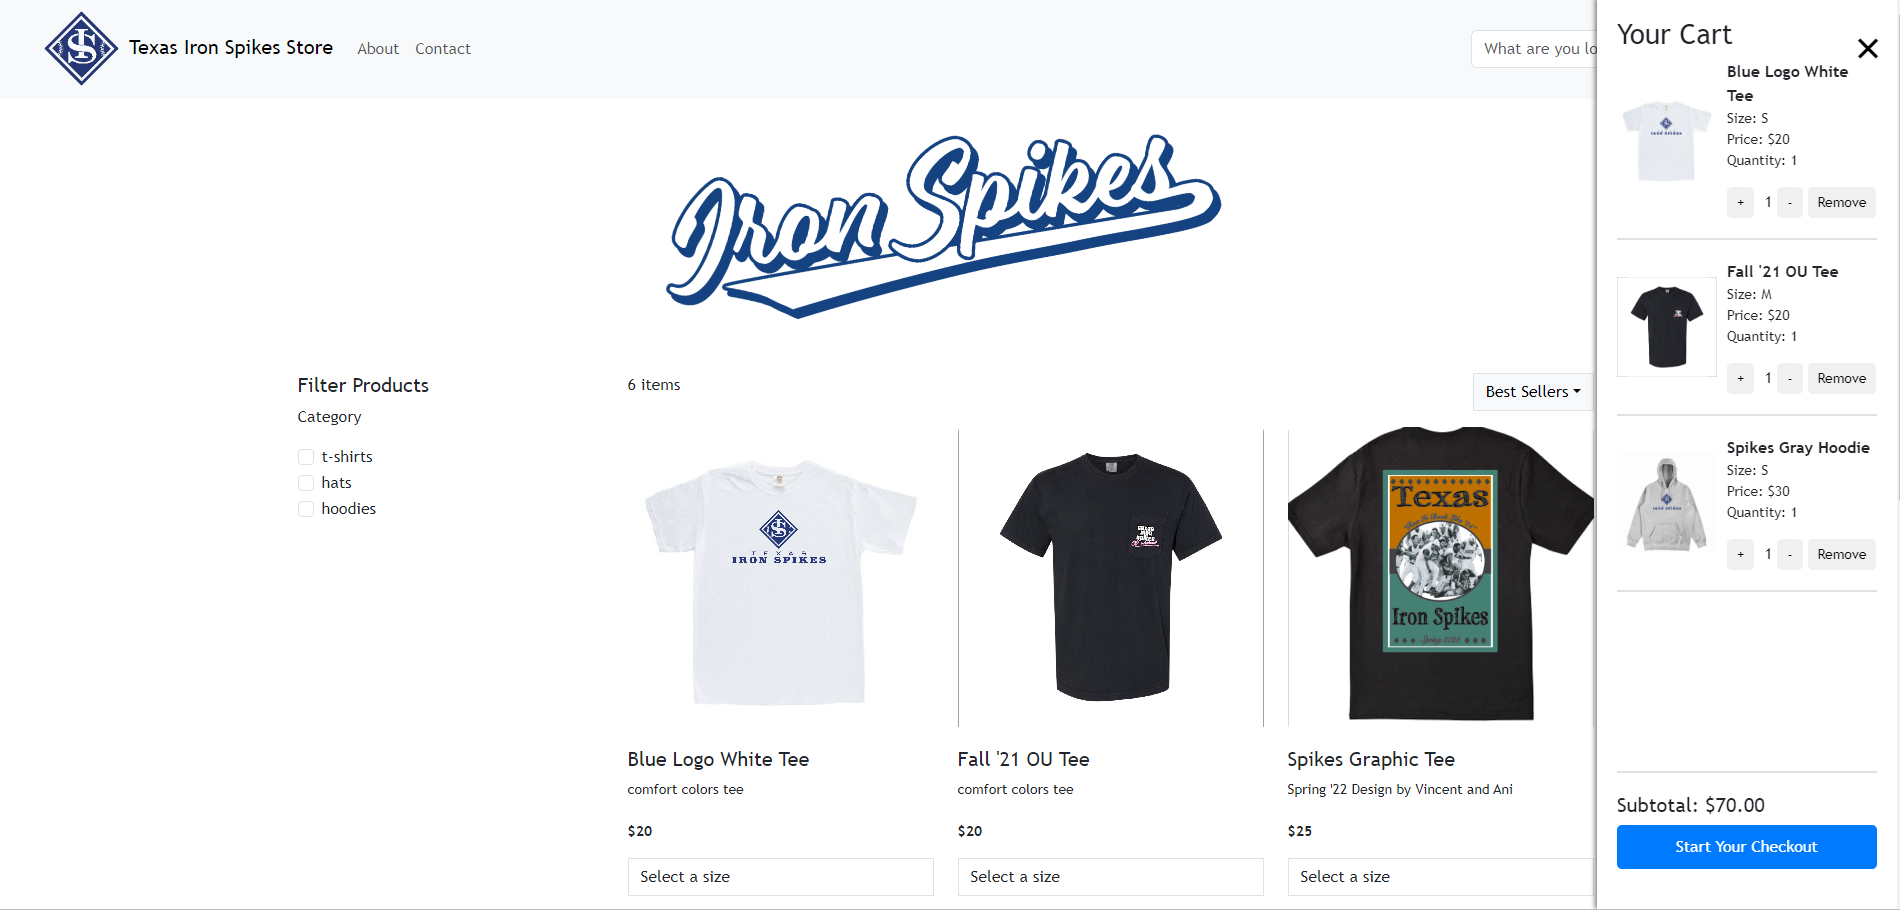 Texas Iron Spikes Store
About
Contact
What are you lo
Iron Spikes
Filter Products
Category
t-shirts
hats
hoodies
6 items
Best Sellers
TEXAS
IRON SPIKES
Texas
Iron Spikes
Spring 2022
Blue Logo White Tee
comfort colors tee
$20
Select a size
Fall '21 OU Tee
comfort colors tee
$20
Select a size
Spikes Graphic Tee
Spring '22 Design by Vincent and Ani
$25
Select a size
Your Cart
Blue Logo White
Tee
Size: S
Price: $20
Quantity: 1
+ 1 - Remove
Fall '21 OU Tee
Size: M
Price: $20
Quantity: 1
+ 1 - Remove
Spikes Gray Hoodie
Size: S
Price: $30
Quantity: 1
+ 1 - Remove
Subtotal: $70.00
Start Your Checkout